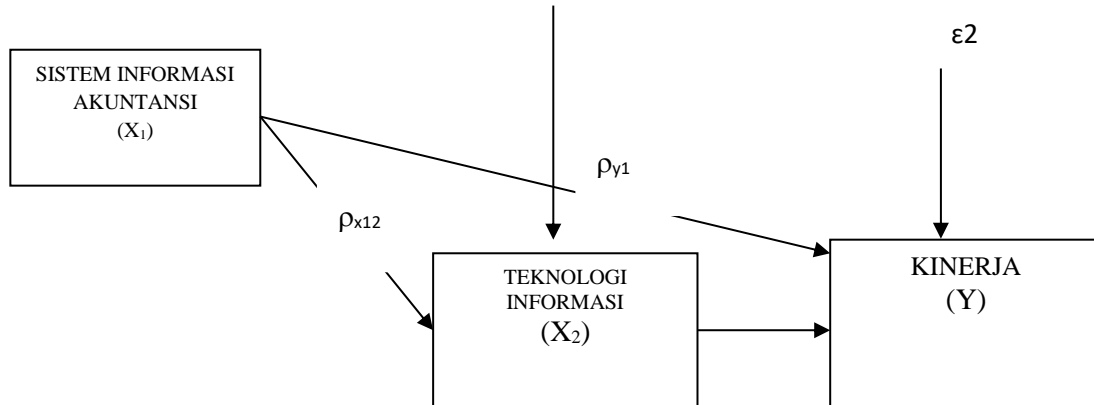 ε2
SISTEM INFORMASI
AKUNTANSI
(X₁)
ρy1
ρx12
TEKNOLOGI
INFORMASI
(X₂)
KINERJA
(Y)